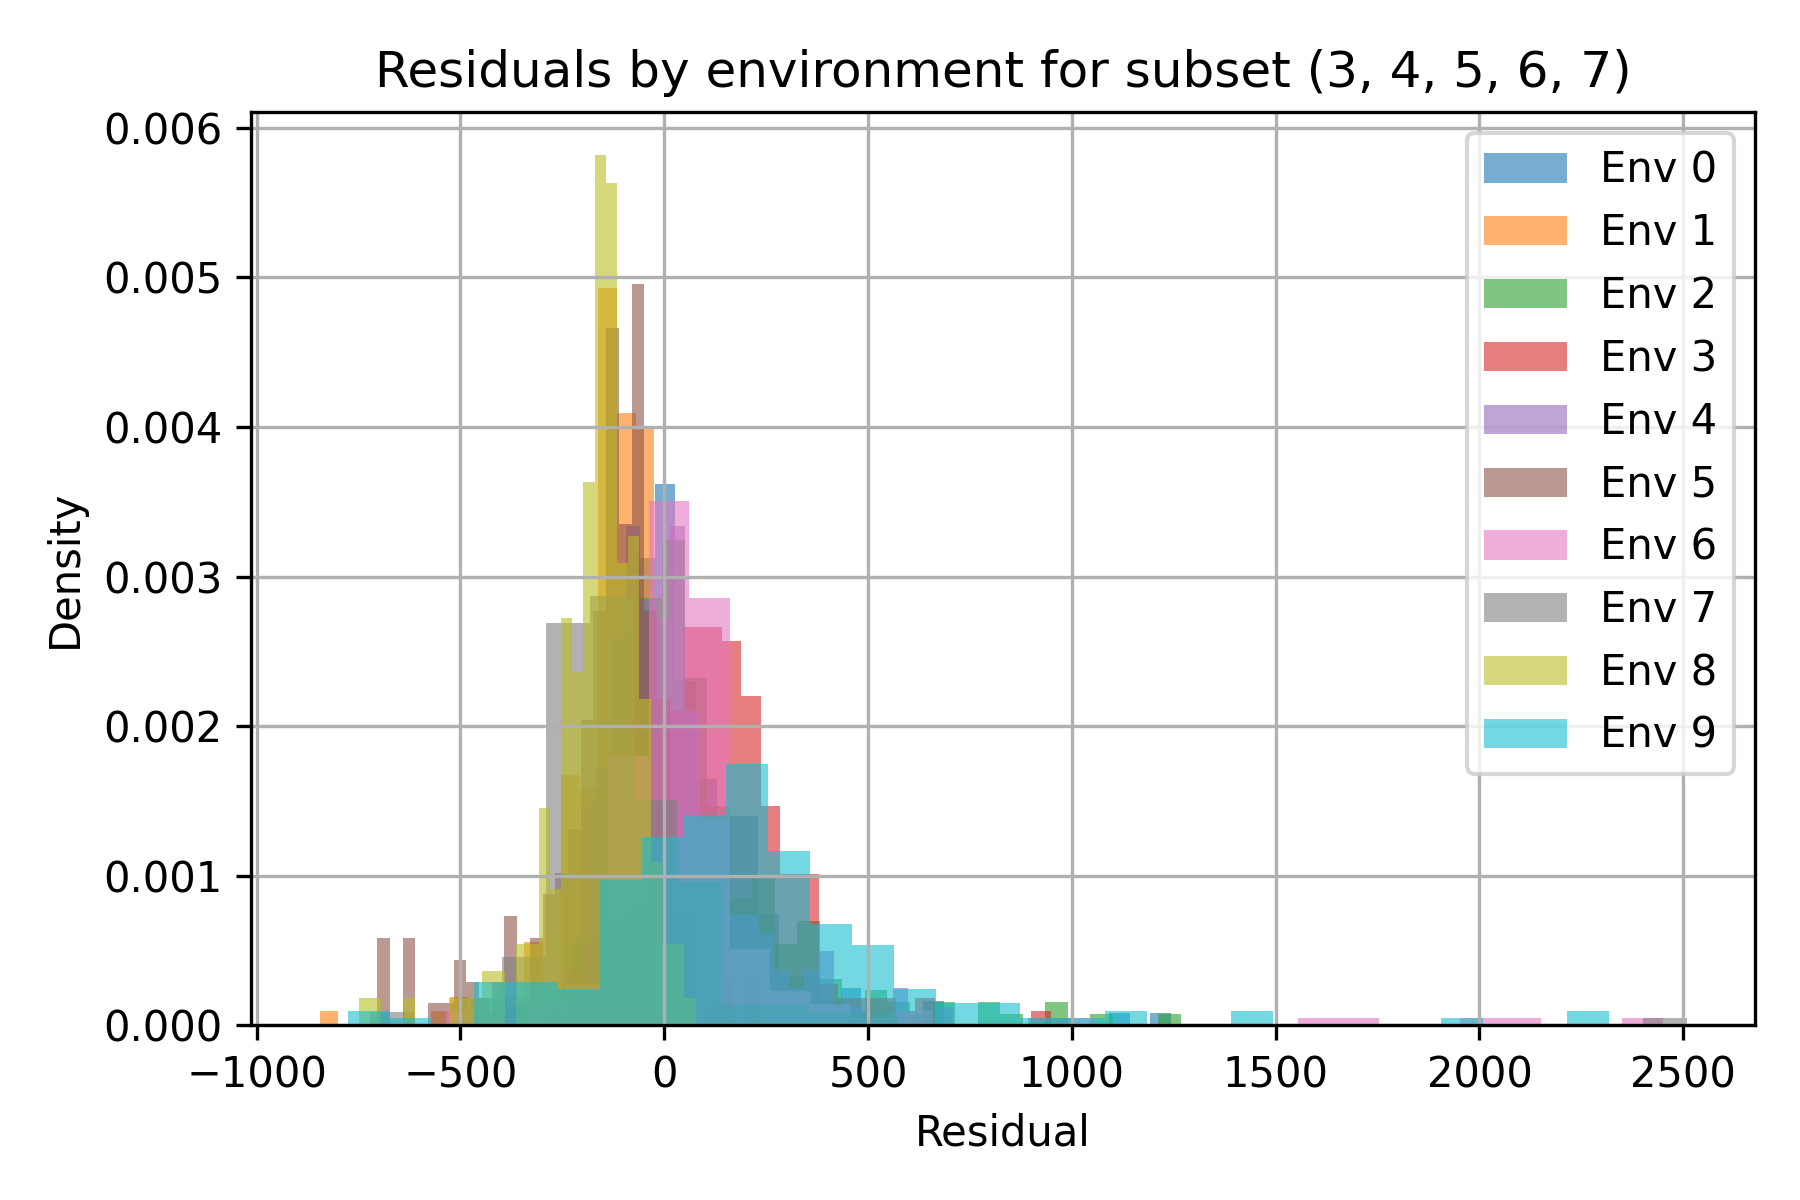 Residuals by environment for subset (3, 4, 5, 6, 7)
0.006
0.005
0.004
0.003
0.002
0.001
0.000
Density
Env 0
Env 1
Env 2
Env 3
Env 4
Env 5
Env 6
Env 7
Env 8
Env 9
−1000 −500 0 500 1000 1500 2000 2500
Residual